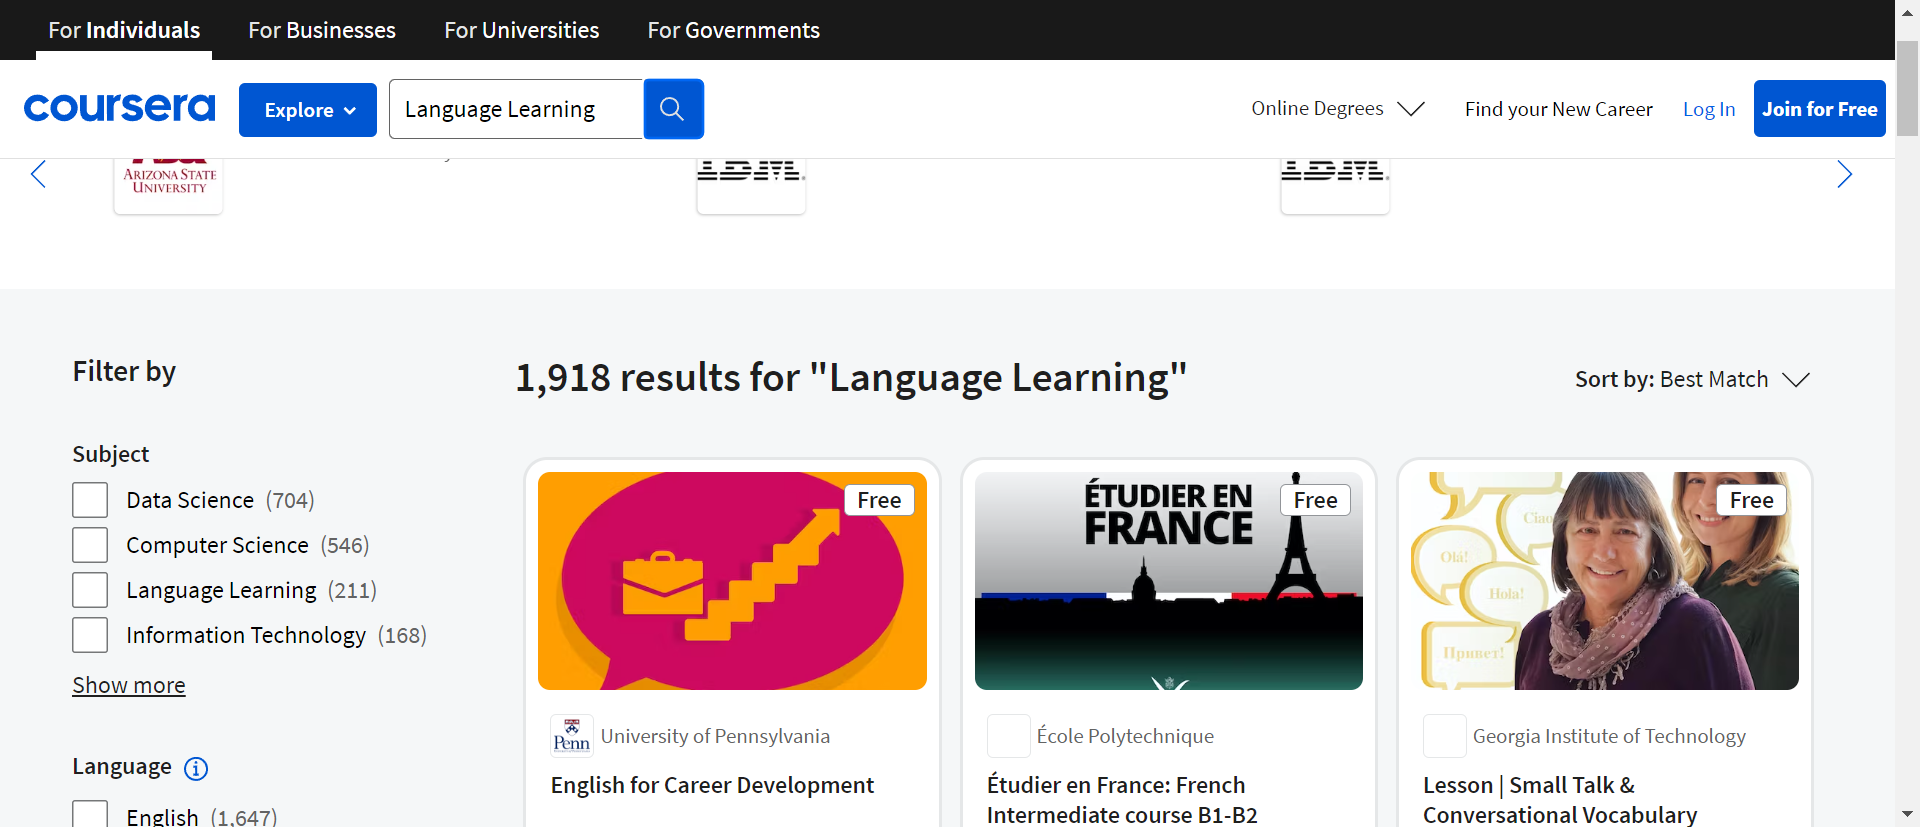 For Individuals
For Businesses
For Universities
For Governments
coursera
Explore
Language Learning
Online Degrees
Find your New Career
Log In
Join for Free
ARIZONA STATE
UNIVERSITY
IBM
IBM
Filter by
1,918 results for "Language Learning"
Sort by: Best Match
Subject
Data Science (704)
Computer Science (546)
Language Learning (211)
Information Technology (168)
Show more
Language
English (1,647)
Free
Penn
University of Pennsylvania
English for Career Development
ÉTUDIER EN
FRANCE
Free
École Polytechnique
Étudier en France: French
Intermediate course B1-B2
Free
Ciao
Olá!
Hola!
Привет!
Georgia Institute of Technology
Lesson | Small Talk &
Conversational Vocabulary